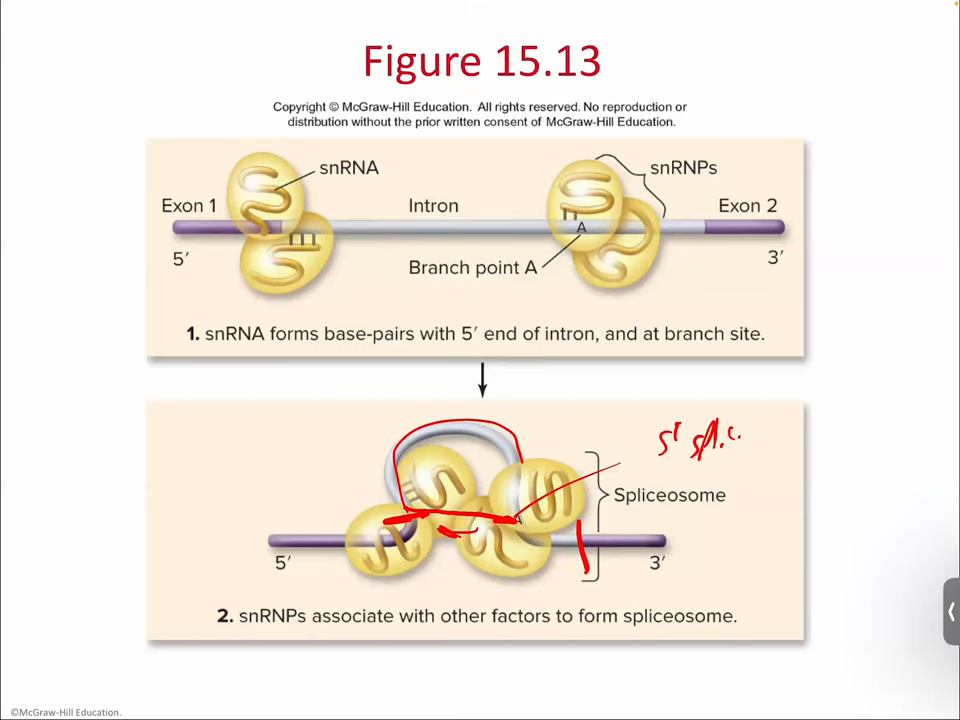 Figure 15.13
Copyright © McGraw-Hill Education. All rights reserved. No reproduction or
distribution without the prior written consent of McGraw-Hill Education.
snRNA
snRNPs
Exon 1
Intron
Exon 2
A
5′
Branch point A
3′
1. snRNA forms base-pairs with 5′ end of intron, and at branch site.
Spliceosome
A
5′
3′
2. snRNPs associate with other factors to form spliceosome.
©McGraw-Hill Education.